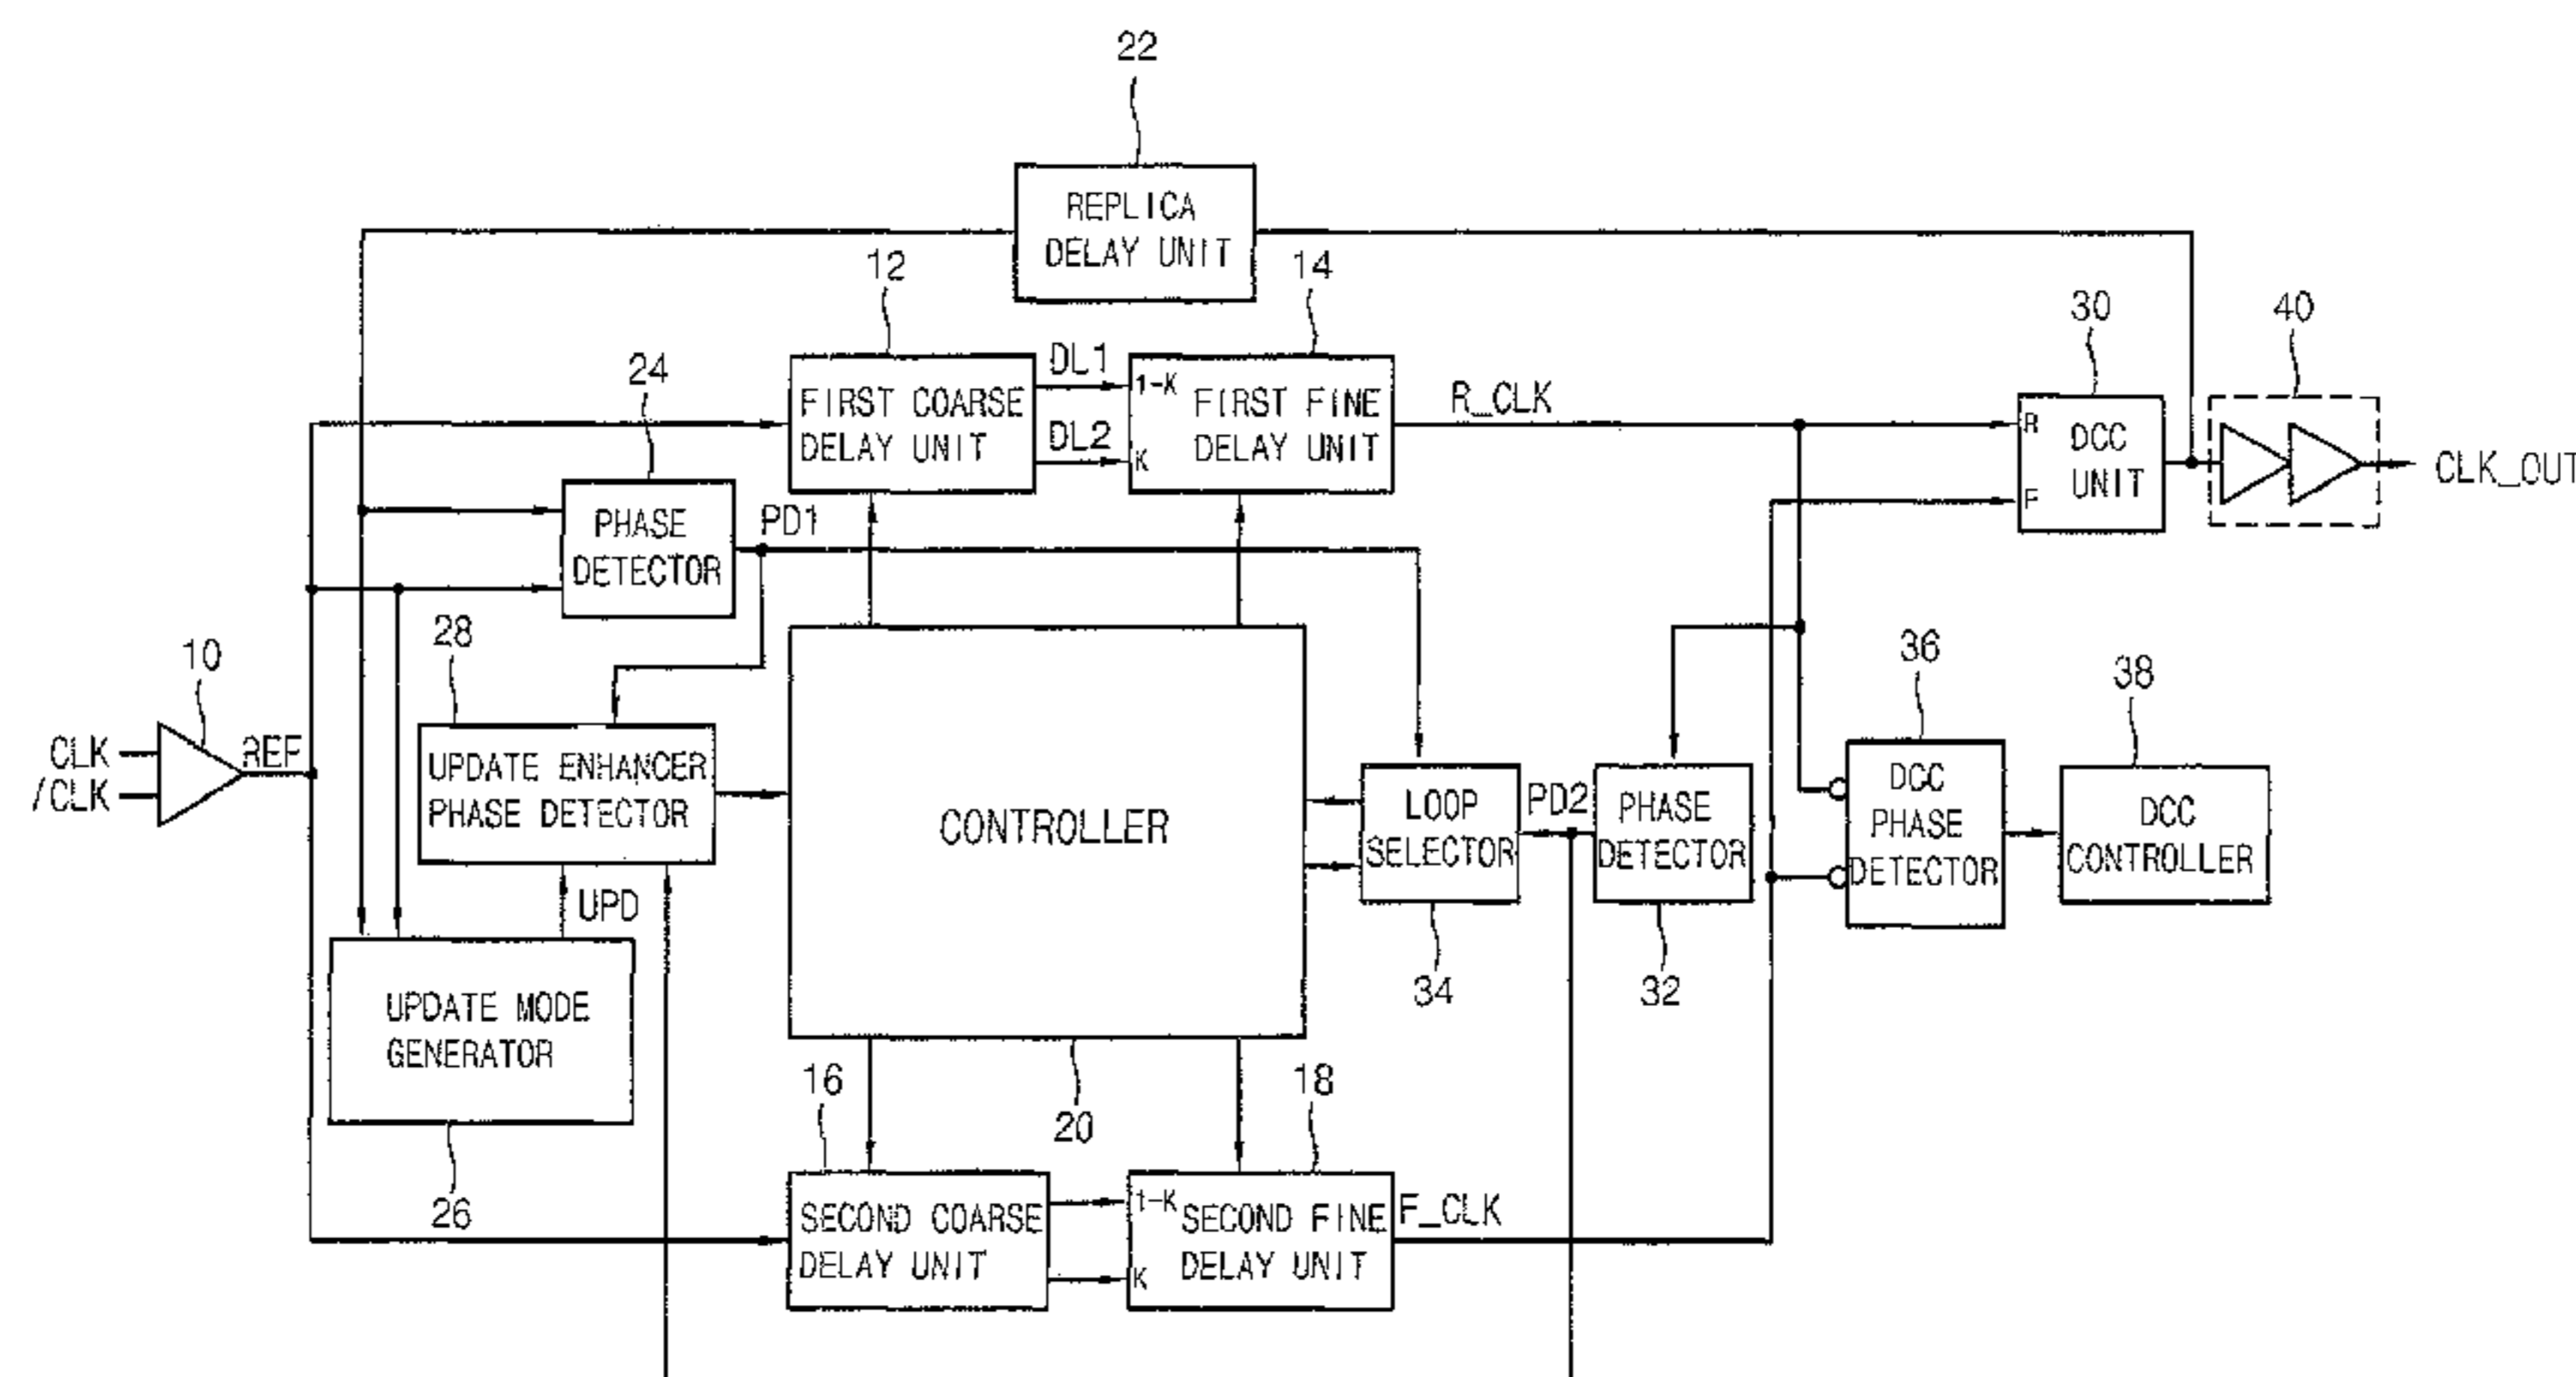 22
REPLICA
DELAY UNIT
12
14
30
40
24
DL1
1-K
FIRST COARSE
DELAY UNIT
DL2
K
FIRST FINE
DELAY UNIT
R_CLK
R
DCC
UNIT
F
CLK_OUT
PHASE
DETECTOR
PD1
28
10
36
38
CLK
/CLK
REF
UPDATE ENHANCER
PHASE DETECTOR
CONTROLLER
LOOP
SELECTOR
PD2
PHASE
DETECTOR
DCC
PHASE
DETECTOR
DCC
CONTROLLER
UPD
34
32
UPDATE MODE
GENERATOR
16
20
18
26
SECOND COARSE
DELAY UNIT
1-K
K
SECOND FINE
DELAY UNIT
F_CLK